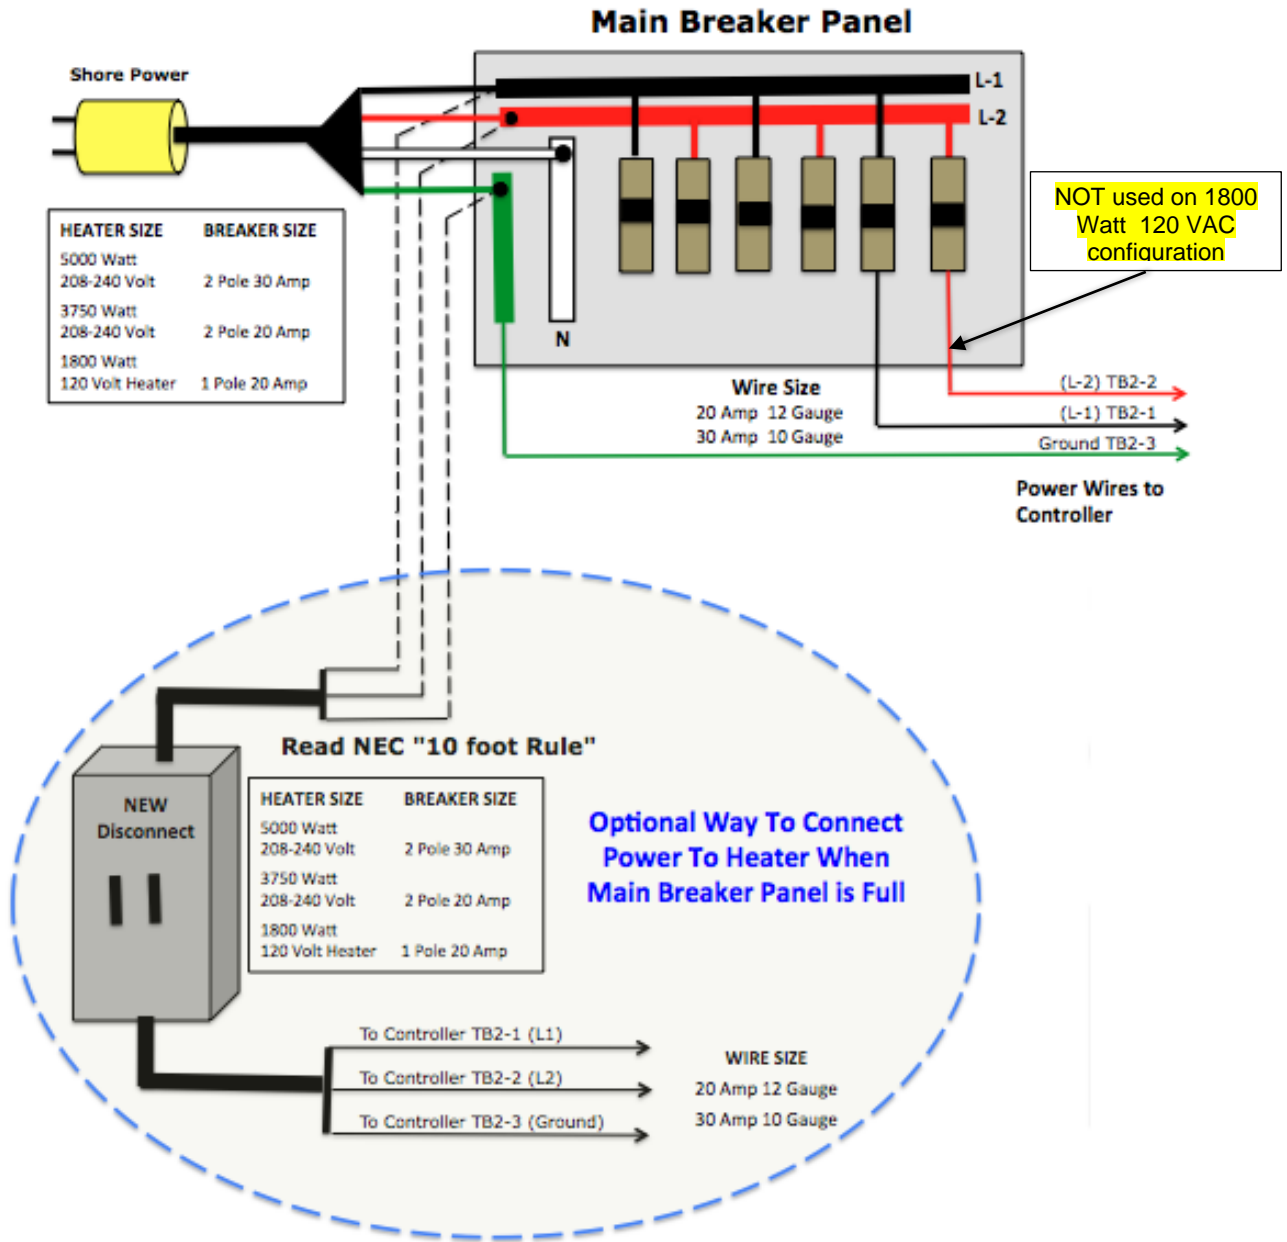 Main Breaker Panel
Shore Power
L-1
L-2
NOT used on 1800
Watt 120 VAC
configuration
HEATER SIZE BREAKER SIZE
5000 Watt
208-240 Volt 2 Pole 30 Amp
3750 Watt
208-240 Volt 2 Pole 20 Amp
1800 Watt
120 Volt Heater 1 Pole 20 Amp
N
Wire Size
20 Amp 12 Gauge
30 Amp 10 Gauge
(L-2) TB2-2
(L-1) TB2-1
Ground TB2-3
Power Wires to
Controller
Read NEC "10 foot Rule"
NEW
Disconnect
HEATER SIZE BREAKER SIZE
5000 Watt
208-240 Volt 2 Pole 30 Amp
3750 Watt
208-240 Volt 2 Pole 20 Amp
1800 Watt
120 Volt Heater 1 Pole 20 Amp
Optional Way To Connect
Power To Heater When
Main Breaker Panel is Full
To Controller TB2-1 (L1)
To Controller TB2-2 (L2)
To Controller TB2-3 (Ground)
WIRE SIZE
20 Amp 12 Gauge
30 Amp 10 Gauge